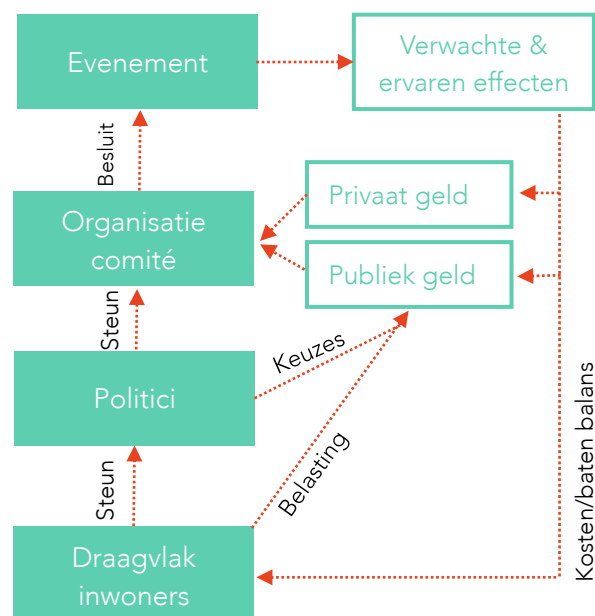 Evenement
Verwachte &
ervaren effecten
Besluit
Organisatie
comité
Privaat geld
Publiek geld
Steun
Keuzes
Politici
Belasting
Kosten/baten balans
Steun
Draagvlak
inwoners